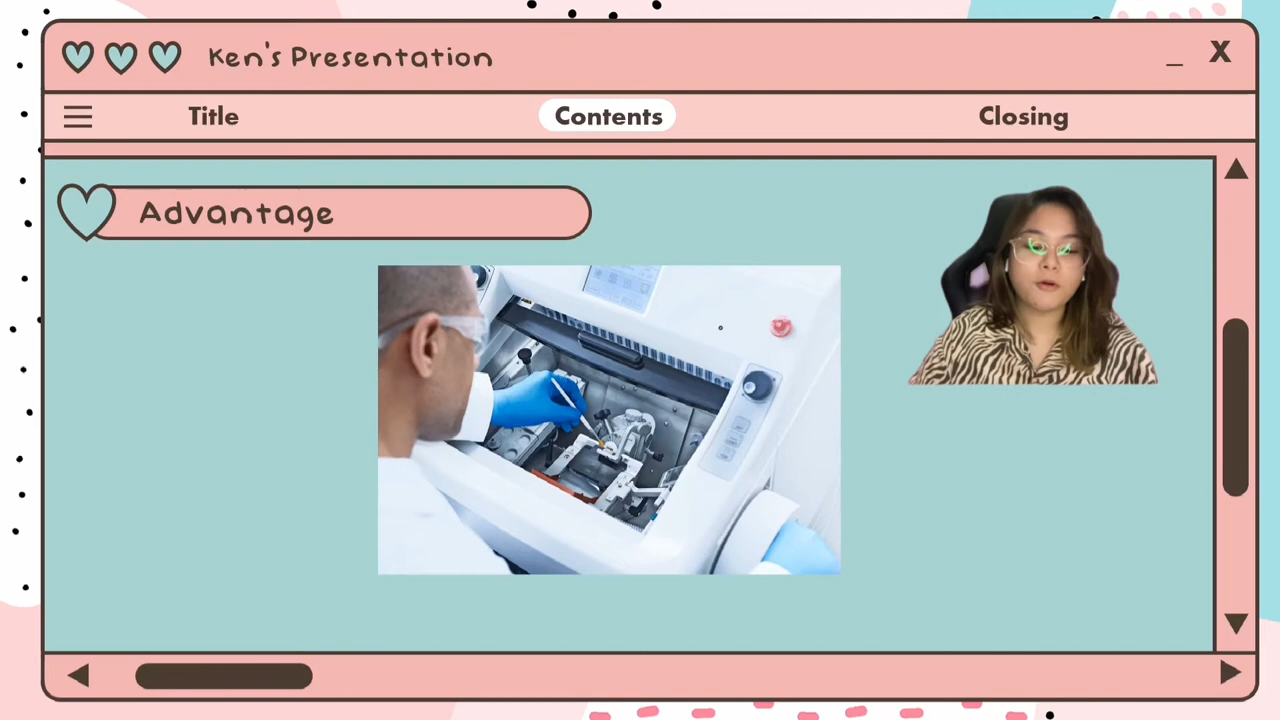 Ken's Presentation
_ X
Title
Contents
Closing
Advantage